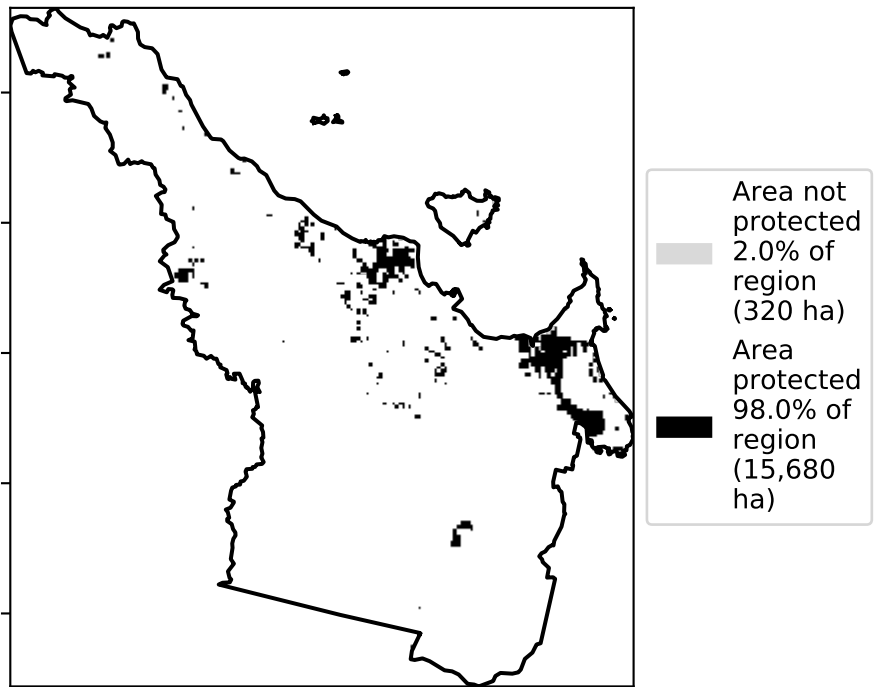 Area not
protected
2.0% of
region
(320 ha)
Area
protected
98.0% of
region
(15,680
ha)